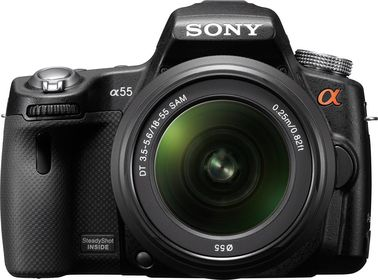 SONY
α55
α
DT 3.5-5.6/18-55 SAM
0.25m/0.82ft
Ø55
SteadyShot
INSIDE